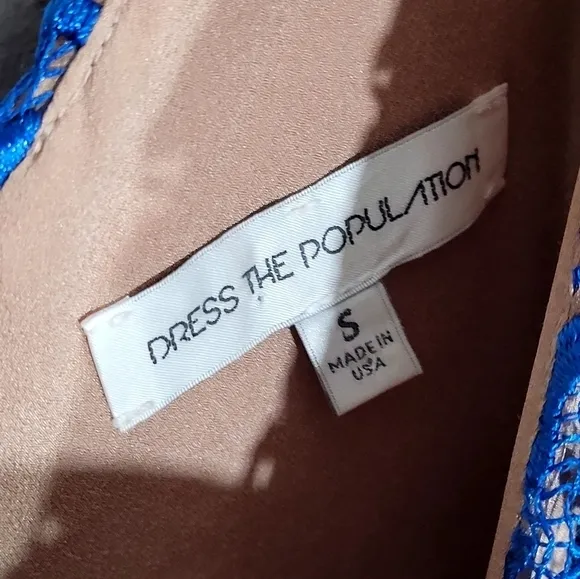 DRESS THE POPULATION
S
MADE IN
USA